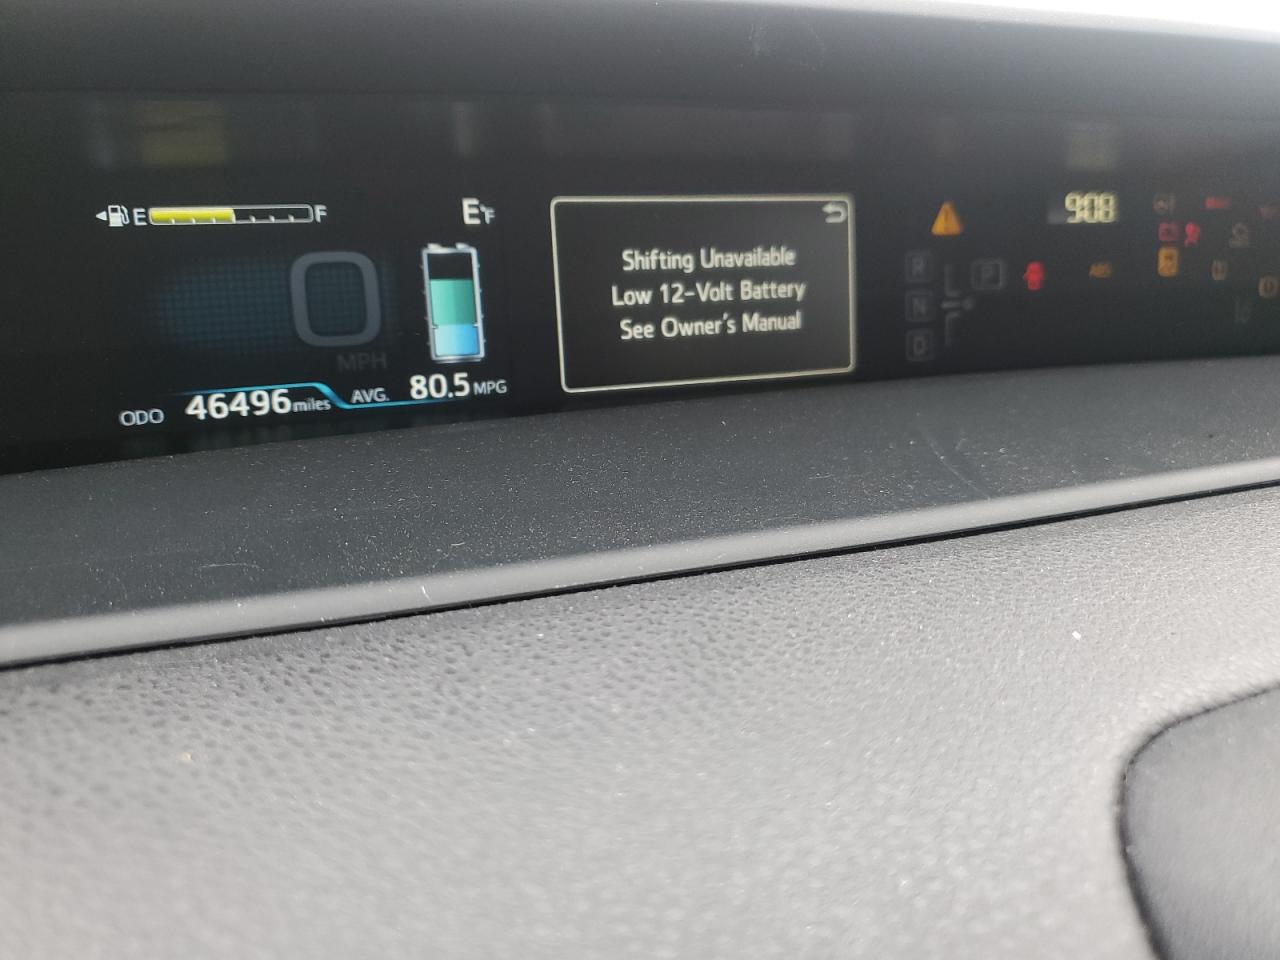 E F
E°F
0
MPH
ODO 46496 miles
AVG. 80.5 MPG
Shifting Unavailable
Low 12-Volt Battery
See Owner's Manual
9:08
R
N
D
P
ABS